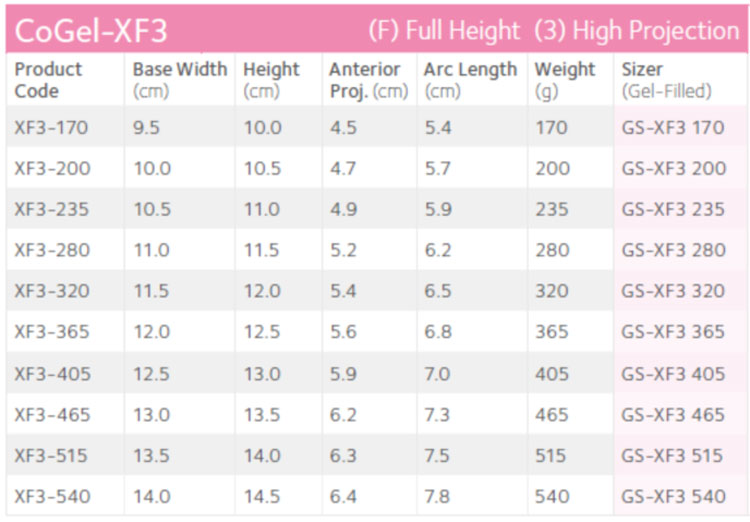 CoGel-XF3 (F) Full Height (3) High Projection
Product Base Width Height Anterior Arc Length Weight Sizer
Code (cm) (cm) Proj. (cm) (cm) (g) (Gel-Filled)
XF3-170 9.5 10.0 4.5 5.4 170 GS-XF3 170
XF3-200 10.0 10.5 4.7 5.7 200 GS-XF3 200
XF3-235 10.5 11.0 4.9 5.9 235 GS-XF3 235
XF3-280 11.0 11.5 5.2 6.2 280 GS-XF3 280
XF3-320 11.5 12.0 5.4 6.5 320 GS-XF3 320
XF3-365 12.0 12.5 5.6 6.8 365 GS-XF3 365
XF3-405 12.5 13.0 5.9 7.0 405 GS-XF3 405
XF3-465 13.0 13.5 6.2 7.3 465 GS-XF3 465
XF3-515 13.5 14.0 6.3 7.5 515 GS-XF3 515
XF3-540 14.0 14.5 6.4 7.8 540 GS-XF3 540